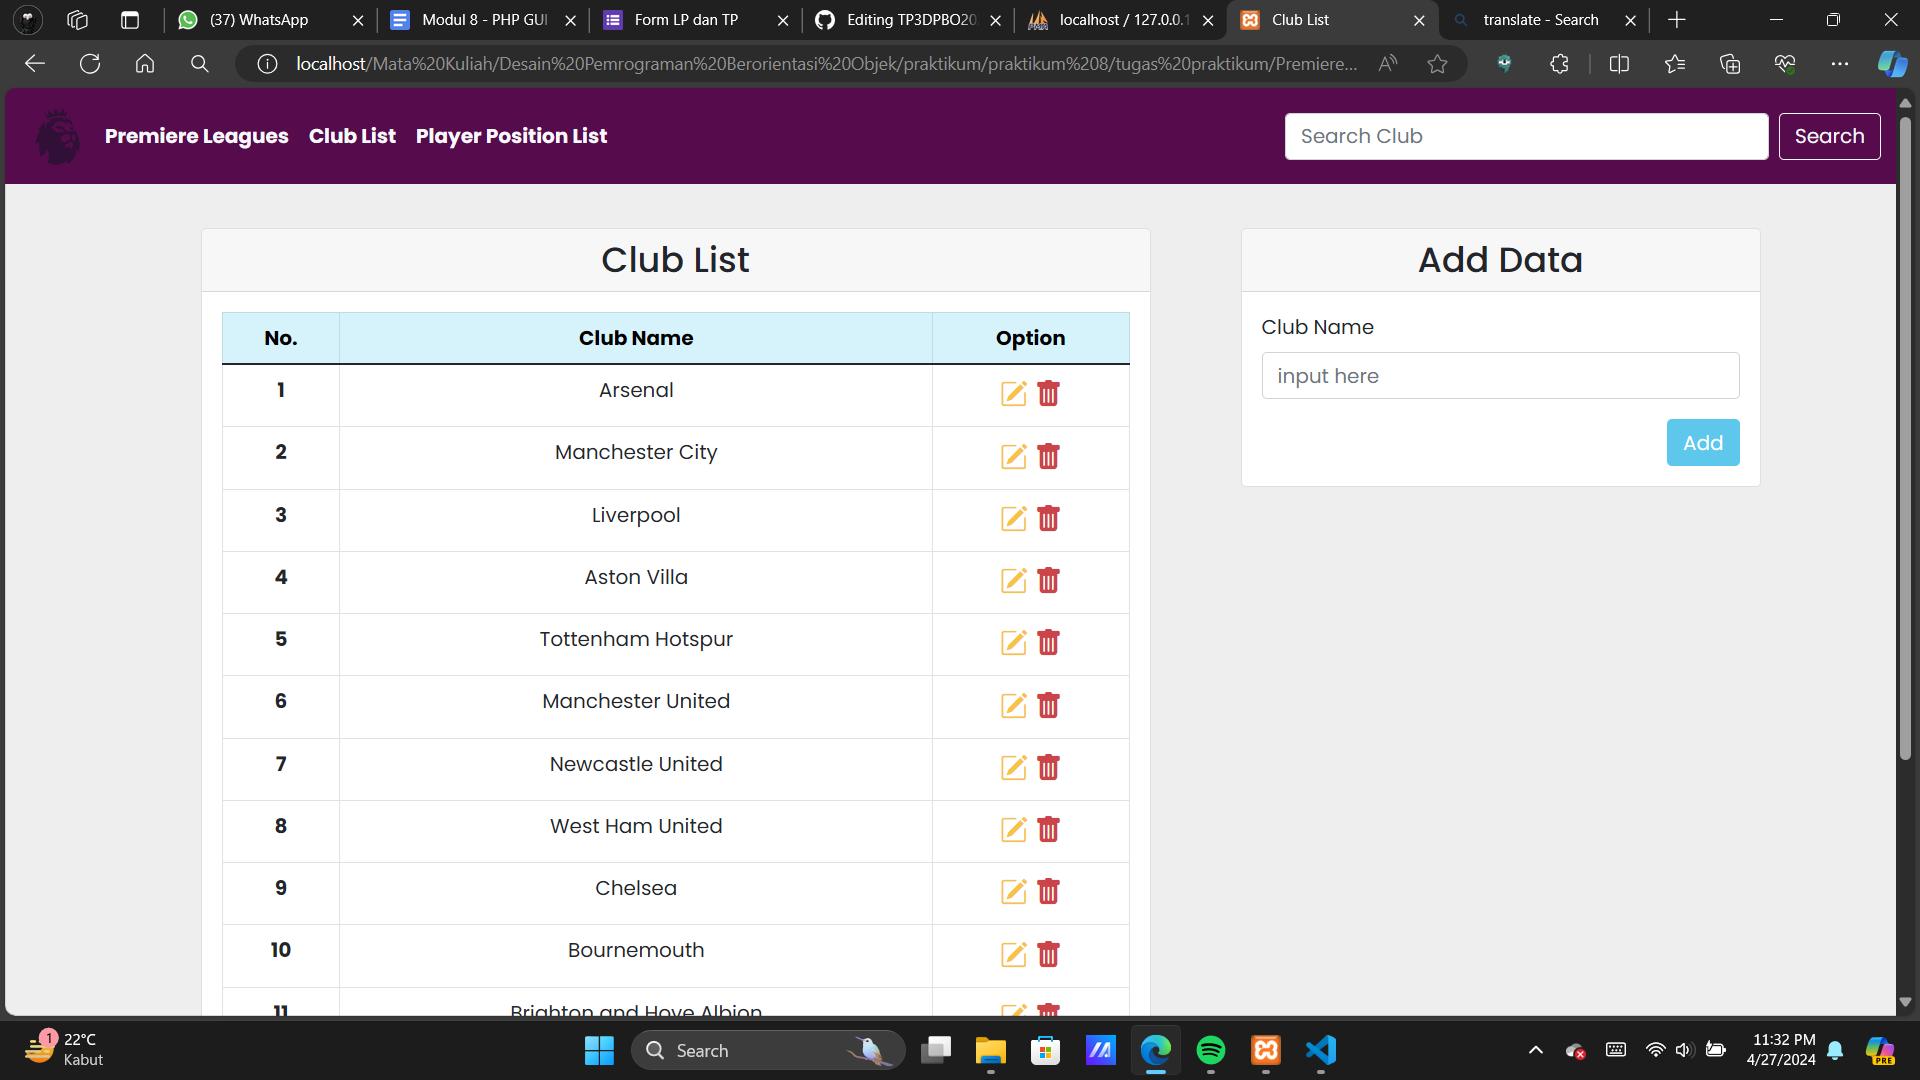 (37) WhatsApp
Modul 8 - PHP GUI
Form LP dan TP
Editing TP3DPBO20
localhost / 127.0.0.1
Club List
translate - Search
localhost/Mata%20Kuliah/Desain%20Pemrograman%20Berorientasi%20Objek/praktikum/praktikum%208/tugas%20praktikum/Premiere...
Premiere Leagues Club List Player Position List
Search Club
Search
Club List
No. Club Name Option
1 Arsenal
2 Manchester City
3 Liverpool
4 Aston Villa
5 Tottenham Hotspur
6 Manchester United
7 Newcastle United
8 West Ham United
9 Chelsea
10 Bournemouth
11 Brighton and Hove Albion
Add Data
Club Name
input here
Add
1
22°C
Kabut
Search
11:32 PM
4/27/2024
PRE